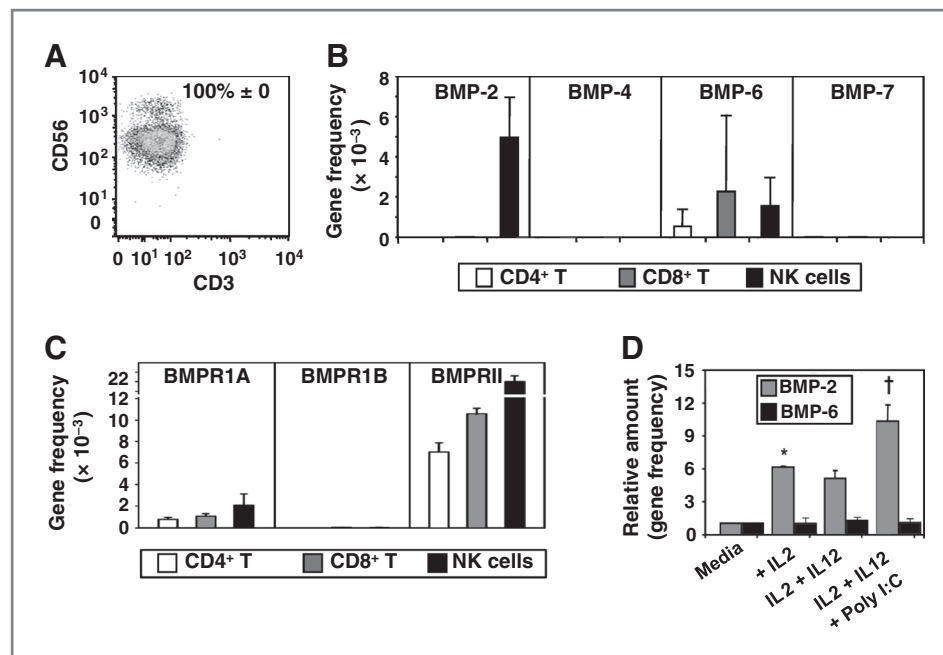 A
100% ± 0
CD56
10⁴
10³
10²
10¹
0
0 10¹ 10² 10³ 10⁴
CD3
B
BMP-2 BMP-4 BMP-6 BMP-7
Gene frequency
(× 10⁻³)
8
6
4
2
0
CD4⁺ T CD8⁺ T NK cells
C
BMPR1A BMPR1B BMPRII
Gene frequency
(× 10⁻³)
22
12
10
8
6
4
2
0
CD4⁺ T CD8⁺ T NK cells
D
Relative amount
(gene frequency)
15
12
9
6
3
0
BMP-2
BMP-6
*
†
Media
+ IL2
IL2 + IL12
IL2 + IL12
+ Poly I:C